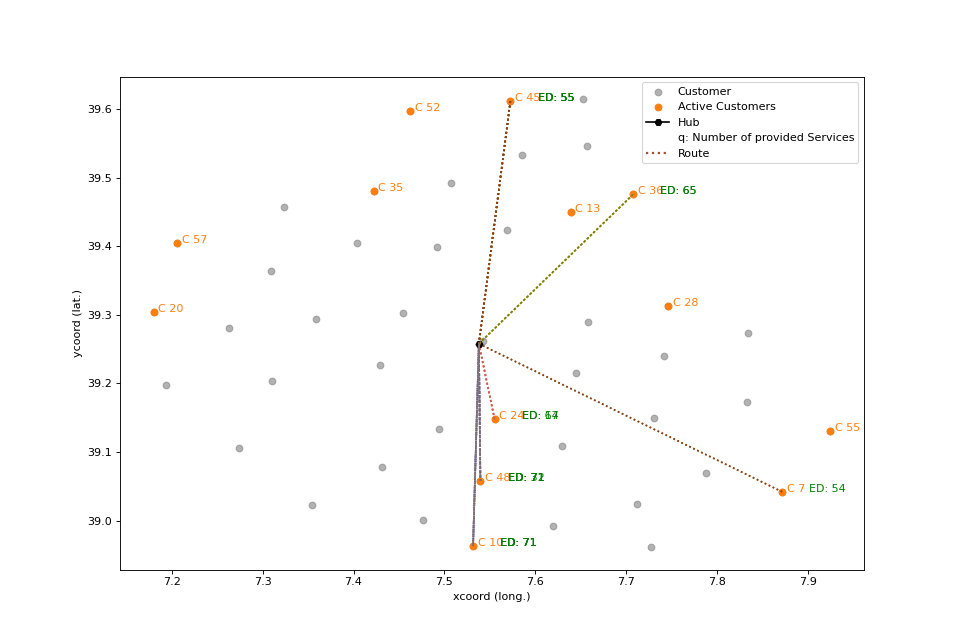 Customer
Active Customers
Hub
q: Number of provided Services
Route
39.6
39.5
39.4
39.3
39.2
39.1
39.0
ycoord (lat.)
C 52
C 45 ED: 55
C 35
C 36 ED: 65
C 13
C 57
C 20
C 28
C 24 ED:
C 55
C 48 ED:
C 7 ED: 54
C 10 ED: 71
7.2 7.3 7.4 7.5 7.6 7.7 7.8 7.9
xcoord (long.)